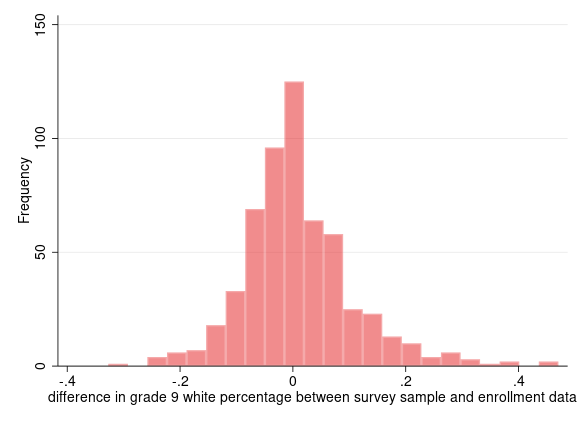 150
100
50
0
Frequency
-.4 -.2 0 .2 .4
difference in grade 9 white percentage between survey sample and enrollment data